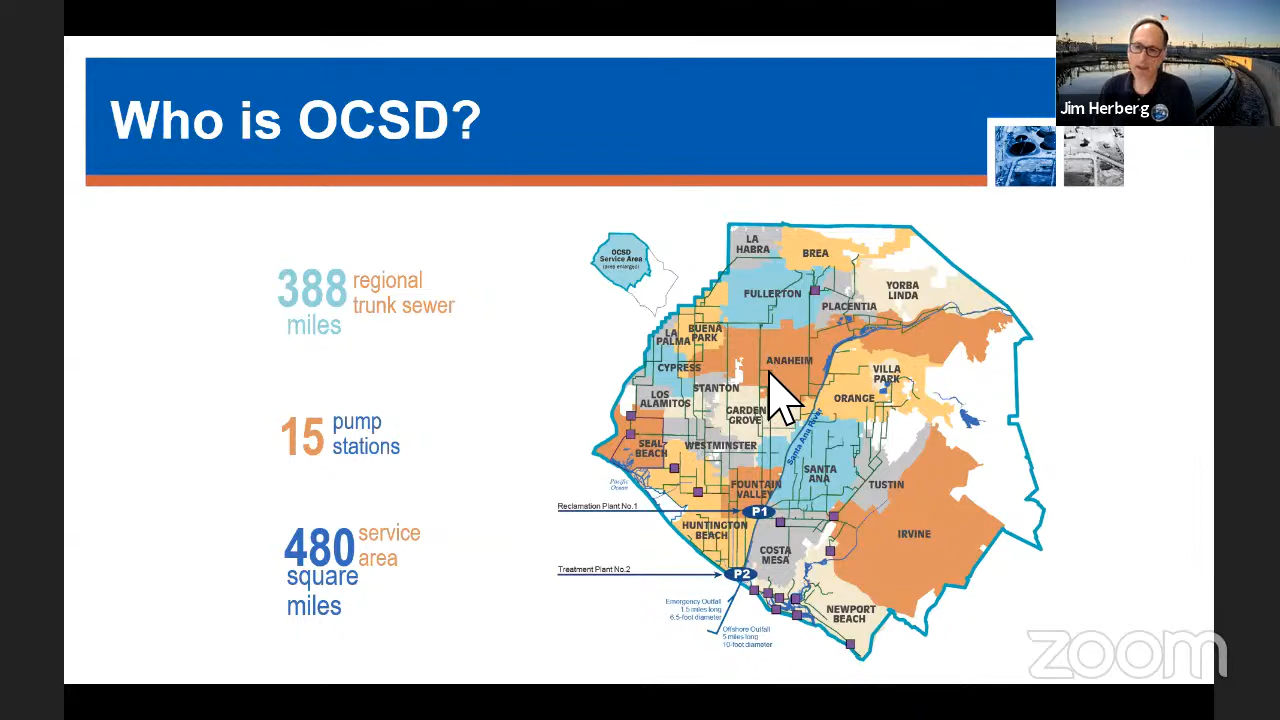 Jim Herberg
Who is OCSD?
388 regional
trunk sewer
miles
15 pump
stations
480 service
area
square
miles
OCSD
Service Area
(area enlarged)
LA
HABRA
BREA
YORBA
LINDA
FULLERTON
PLACENTIA
BUENA
PARK
LA
PALMA
ANAHEIM
CYPRESS
VILLA
PARK
STANTON
LOS
ALAMITOS
ORANGE
GARDEN
GROVE
Santa Ana River
WESTMINSTER
SEAL
BEACH
SANTA
ANA
Pacific
Ocean
FOUNTAIN
VALLEY
TUSTIN
Reclamation Plant No.1
P1
HUNTINGTON
BEACH
IRVINE
COSTA
MESA
Treatment Plant No.2
P2
Emergency Outfall
1.5 miles long
6.5-foot diameter
NEWPORT
BEACH
Offshore Outfall
5 miles long
10-foot diameter
zoom